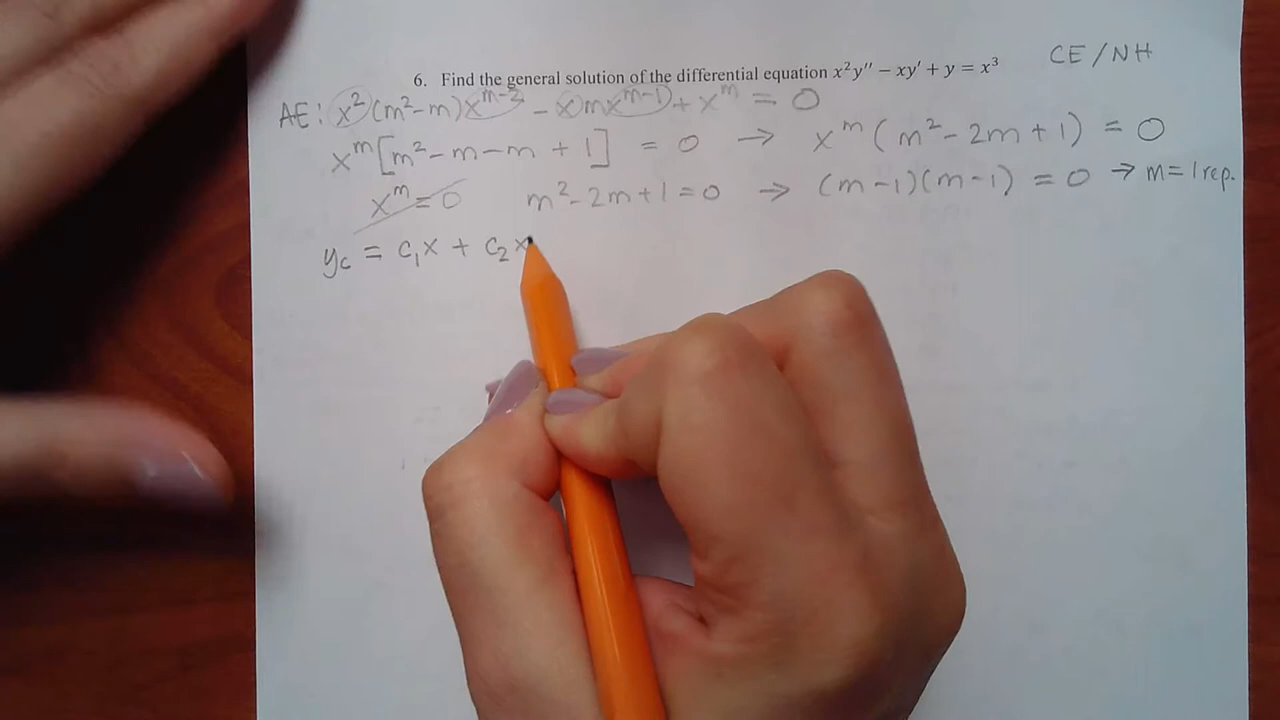 CE/NH
6. Find the general solution of the differential equation x²y″ − xy′ + y = x³
AE: x²(m²-m)x^{m-2} - xmx^{m-1} + x^m = 0
x^m[m²-m-m+1] = 0 → x^m(m²-2m+1) = 0
x^m=0 m²-2m+1=0 → (m-1)(m-1) = 0 → m=1 rep.
y_c = c₁x + c₂x